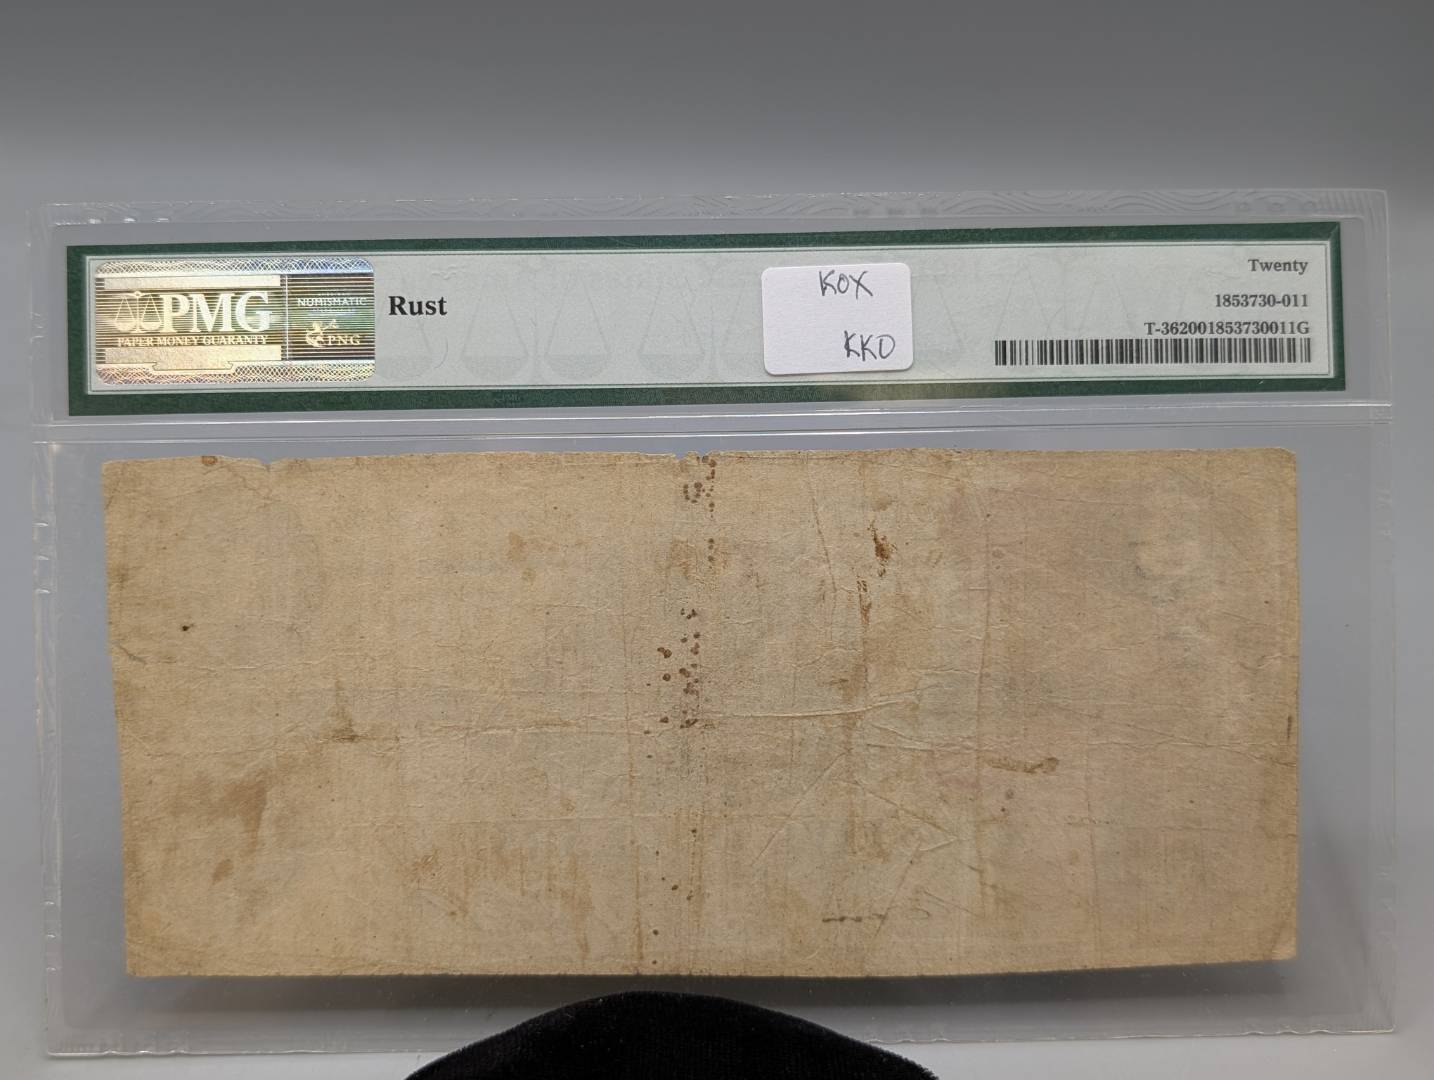 PMG
PAPER MONEY GUARANTY
NUMISMATIC
PNG
Rust
KOX
KKO
Twenty
1853730-011
T-362001853730011G